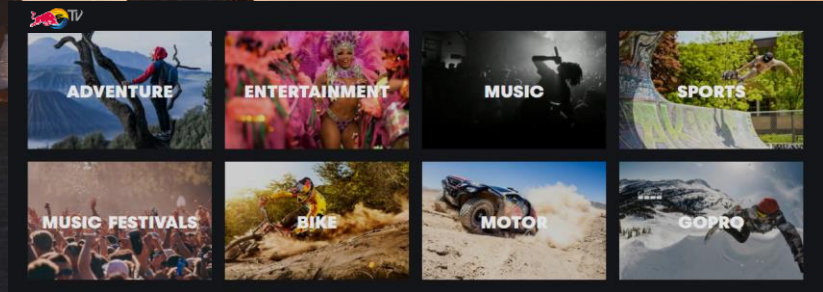 TV
ADVENTURE
ENTERTAINMENT
MUSIC
SPORTS
MUSIC FESTIVALS
BIKE
MOTOR
GOPRO